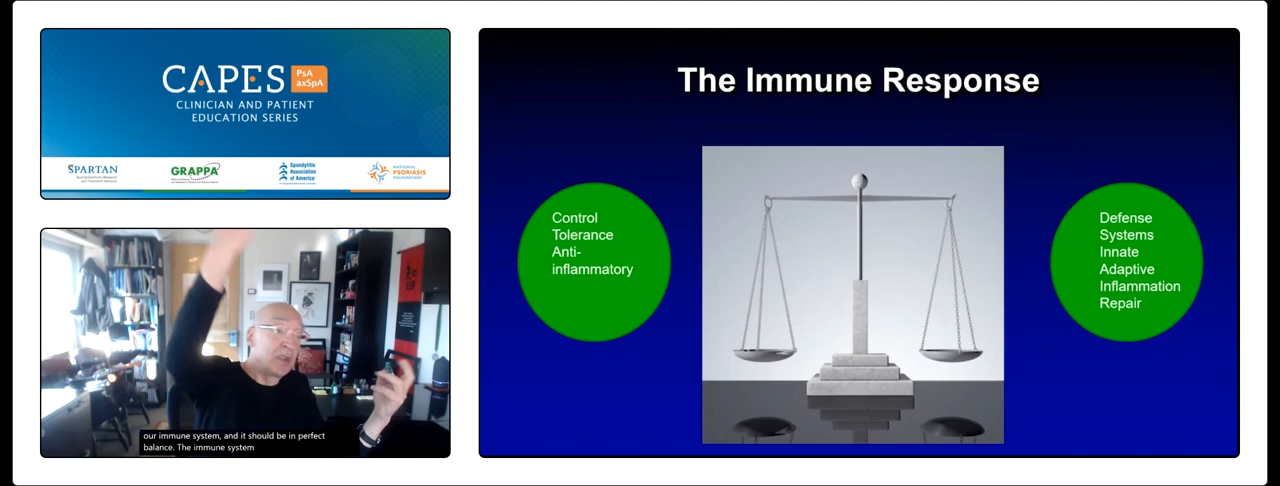 CAPES
PsA
axSpA
CLINICIAN AND PATIENT
EDUCATION SERIES
SPARTAN
GRAPPA
Spondylitis
Association
of America
NATIONAL
PSORIASIS
FOUNDATION
our immune system, and it should be in perfect
balance. The immune system
The Immune Response
Control
Tolerance
Anti-
inflammatory
Defense
Systems
Innate
Adaptive
Inflammation
Repair